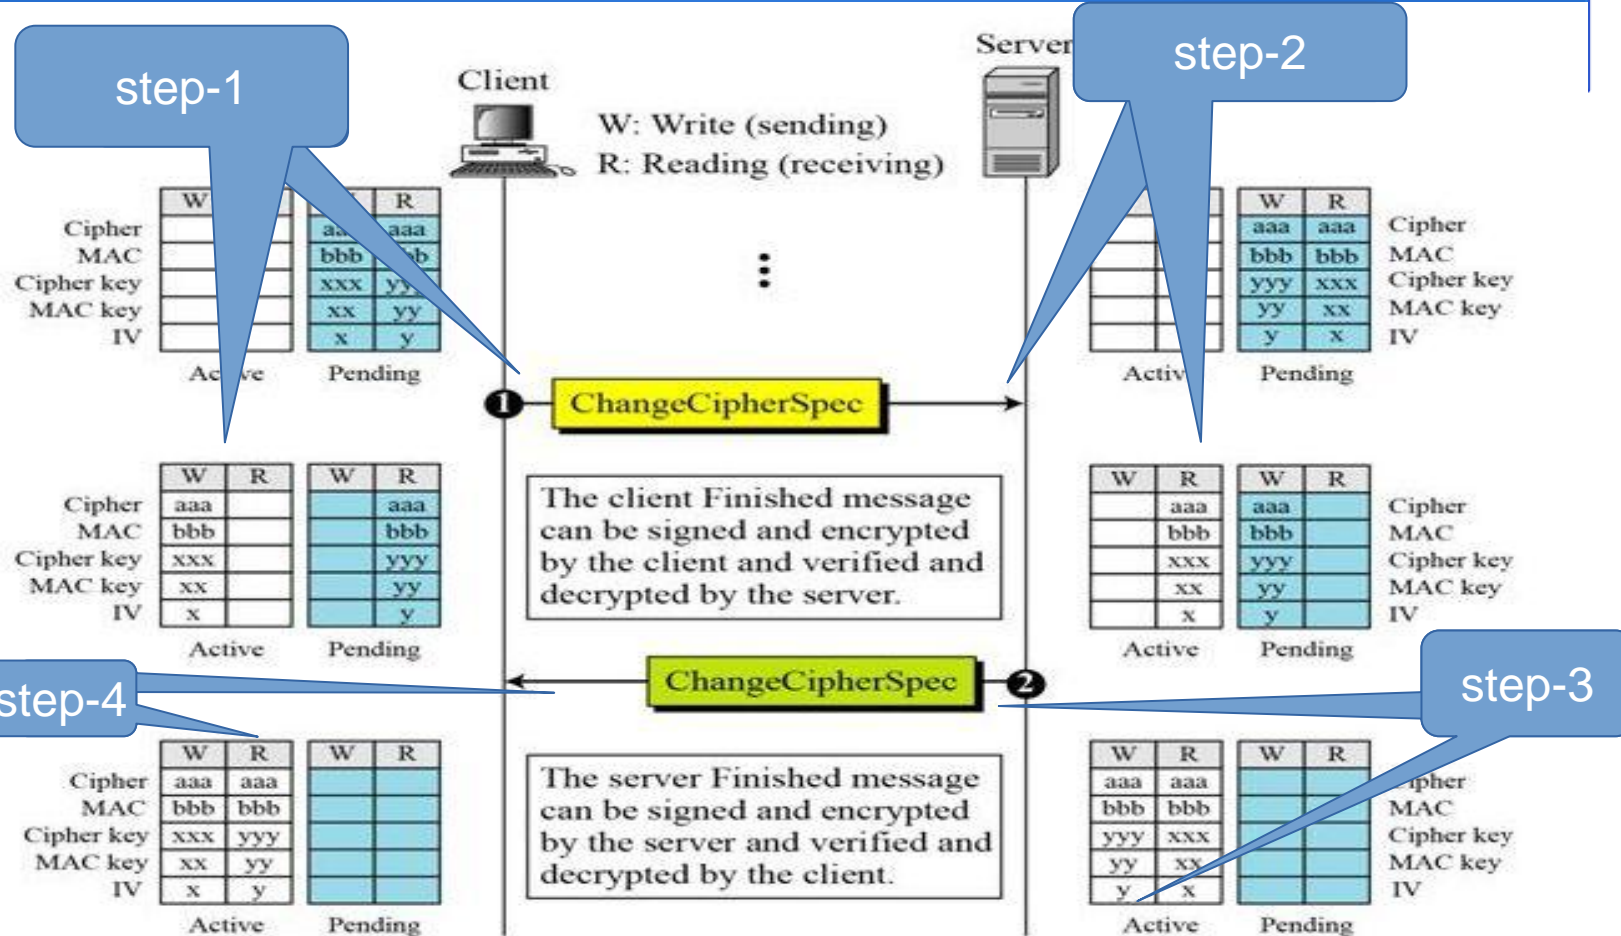 step-1
Client
Server
step-2
W: Write (sending)
R: Reading (receiving)
W R
Cipher aaa
MAC bbb
Cipher key xxx
MAC key xx yy
IV x y
Active Pending
W R
aaa aaa Cipher
bbb bbb MAC
yyy xxx Cipher key
yy xx MAC key
y x IV
Pending
1 ChangeCipherSpec
W R W R
Cipher aaa aaa
MAC bbb bbb
Cipher key xxx yyy
MAC key xx yy
IV x y
Active Pending
The client Finished message
can be signed and encrypted
by the client and verified and
decrypted by the server.
W R W R
aaa aaa Cipher
bbb bbb MAC
xxx yyy Cipher key
xx yy MAC key
x y IV
Active Pending
ChangeCipherSpec 2
step-3
step-4
W R W R
Cipher aaa aaa
MAC bbb bbb
Cipher key xxx yyy
MAC key xx yy
IV x y
Active Pending
The server Finished message
can be signed and encrypted
by the server and verified and
decrypted by the client.
W R W R
aaa aaa
bbb bbb MAC
yyy xxx Cipher key
yy xx MAC key
y x IV
Active Pending